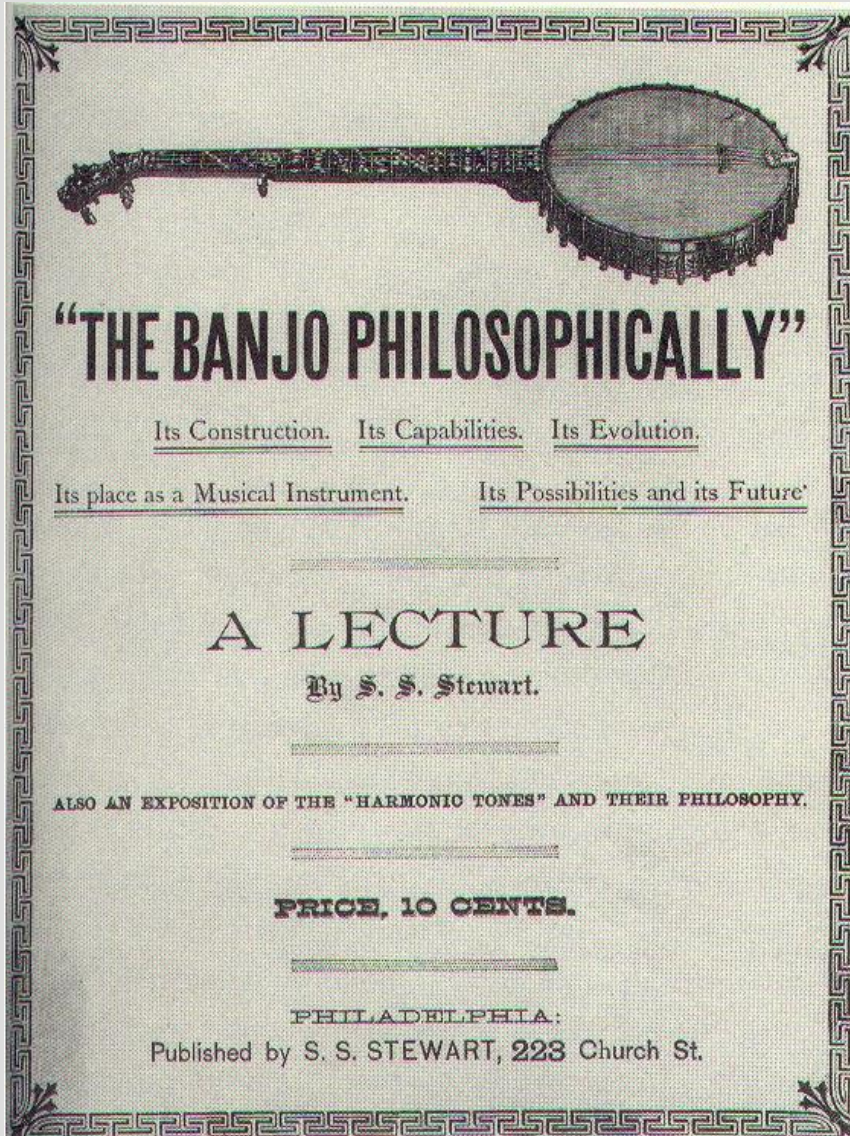 “THE BANJO PHILOSOPHICALLY”
Its Construction. Its Capabilities. Its Evolution.
Its place as a Musical Instrument. Its Possibilities and its Future·
A LECTURE
By S. S. Stewart.
ALSO AN EXPOSITION OF THE “HARMONIC TONES” AND THEIR PHILOSOPHY.
PRICE, 10 CENTS.
PHILADELPHIA:
Published by S. S. STEWART, 223 Church St.